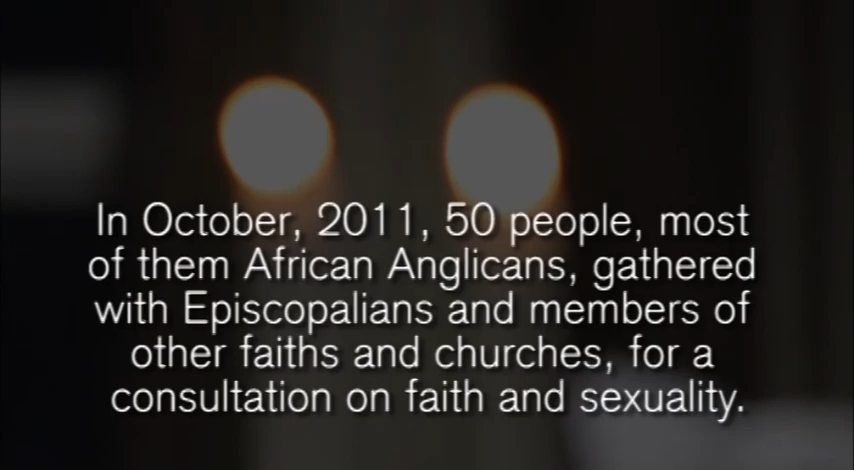 In October, 2011, 50 people, most
of them African Anglicans, gathered
with Episcopalians and members of
other faiths and churches, for a
consultation on faith and sexuality.